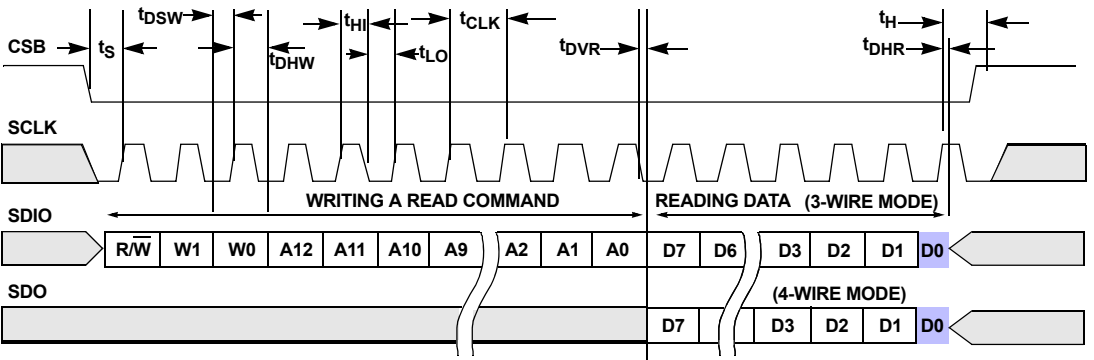 tDSW tHI tCLK tH
CSB tS tDHW tLO tDVR tDHR
SCLK
WRITING A READ COMMAND READING DATA (3-WIRE MODE)
SDIO
R/W̅ W1 W0 A12 A11 A10 A9 A2 A1 A0 D7 D6 D3 D2 D1 D0
SDO (4-WIRE MODE)
D7 D3 D2 D1 D0